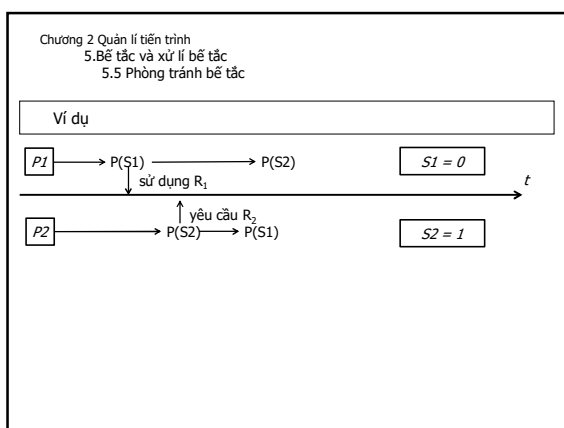 Chương 2 Quản lí tiến trình
5.Bế tắc và xử lí bế tắc
5.5 Phòng tránh bế tắc
Ví dụ
P1 P(S1) P(S2) S1 = 0
sử dụng R1
t
yêu cầu R2
P2 P(S2) P(S1) S2 = 1